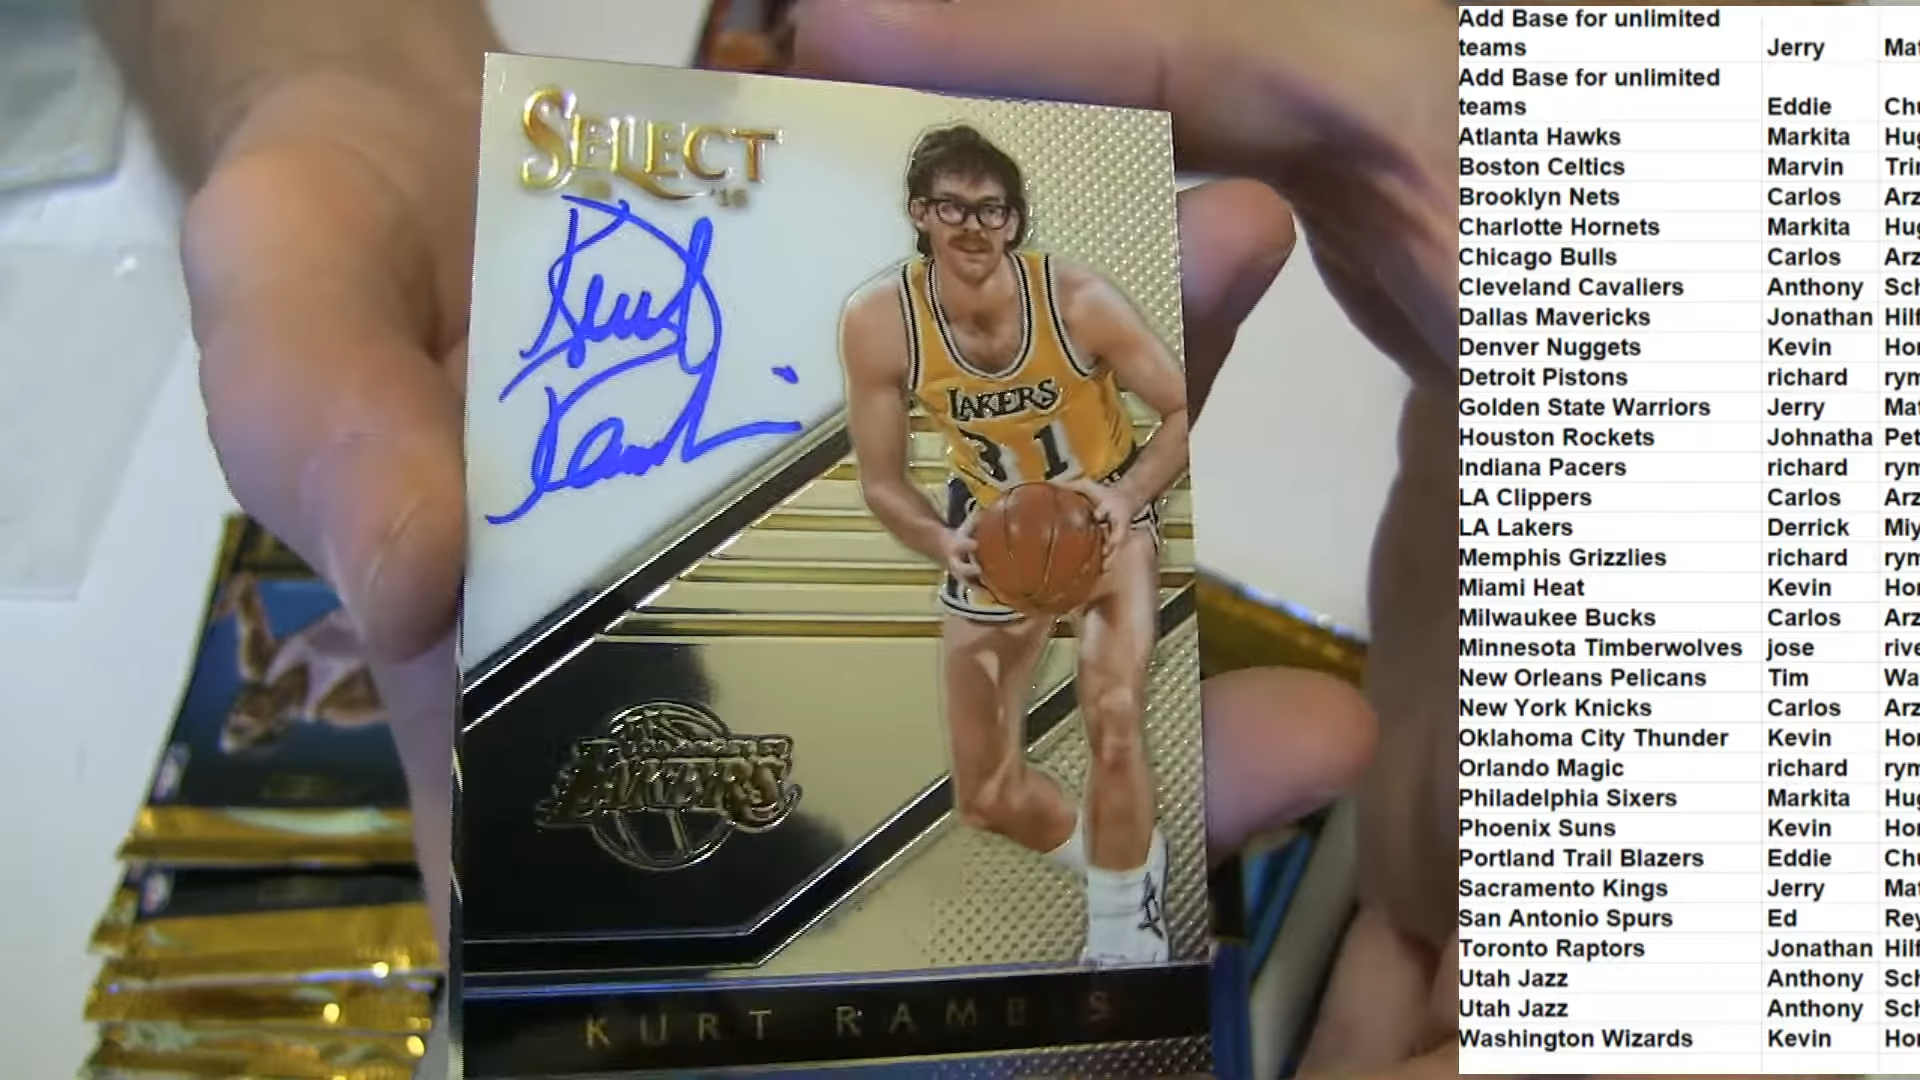 SELECT
'16
Kurt
Rambis
LAKERS
31
LAKERS
KURT RAMBIS
Add Base for unlimited
teams Jerry
Add Base for unlimited
teams Eddie
Atlanta Hawks Markita
Boston Celtics Marvin
Brooklyn Nets Carlos
Charlotte Hornets Markita
Chicago Bulls Carlos
Cleveland Cavaliers Anthony
Dallas Mavericks Jonathan
Denver Nuggets Kevin
Detroit Pistons richard
Golden State Warriors Jerry
Houston Rockets Johnatha
Indiana Pacers richard
LA Clippers Carlos
LA Lakers Derrick
Memphis Grizzlies richard
Miami Heat Kevin
Milwaukee Bucks Carlos
Minnesota Timberwolves jose
New Orleans Pelicans Tim
New York Knicks Carlos
Oklahoma City Thunder Kevin
Orlando Magic richard
Philadelphia Sixers Markita
Phoenix Suns Kevin
Portland Trail Blazers Eddie
Sacramento Kings Jerry
San Antonio Spurs Ed
Toronto Raptors Jonathan
Utah Jazz Anthony
Utah Jazz Anthony
Washington Wizards Kevin